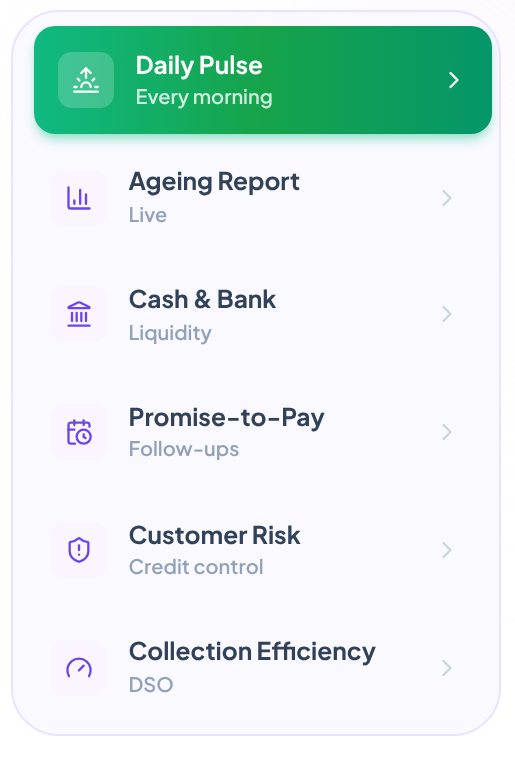 Daily Pulse
Every morning
Ageing Report
Live
Cash & Bank
Liquidity
Promise-to-Pay
Follow-ups
Customer Risk
Credit control
Collection Efficiency
DSO